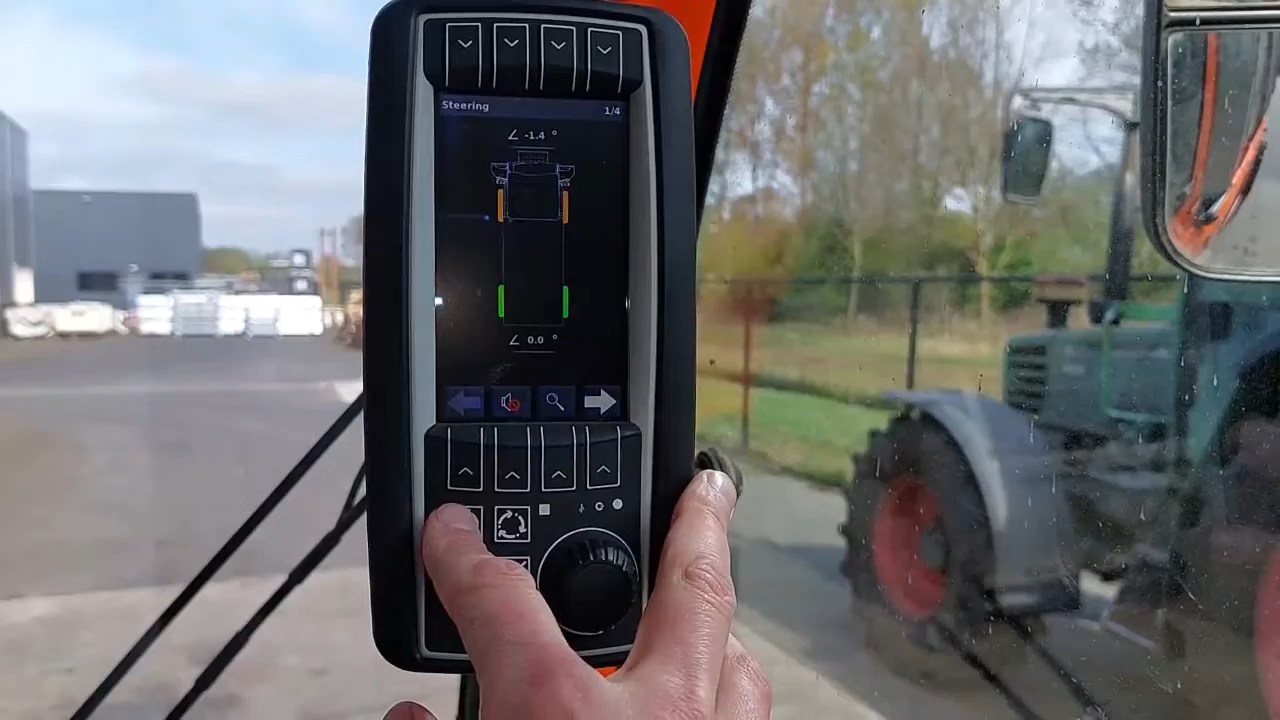 Steering 1/4
∠ -1.4 °
∠ 0.0 °